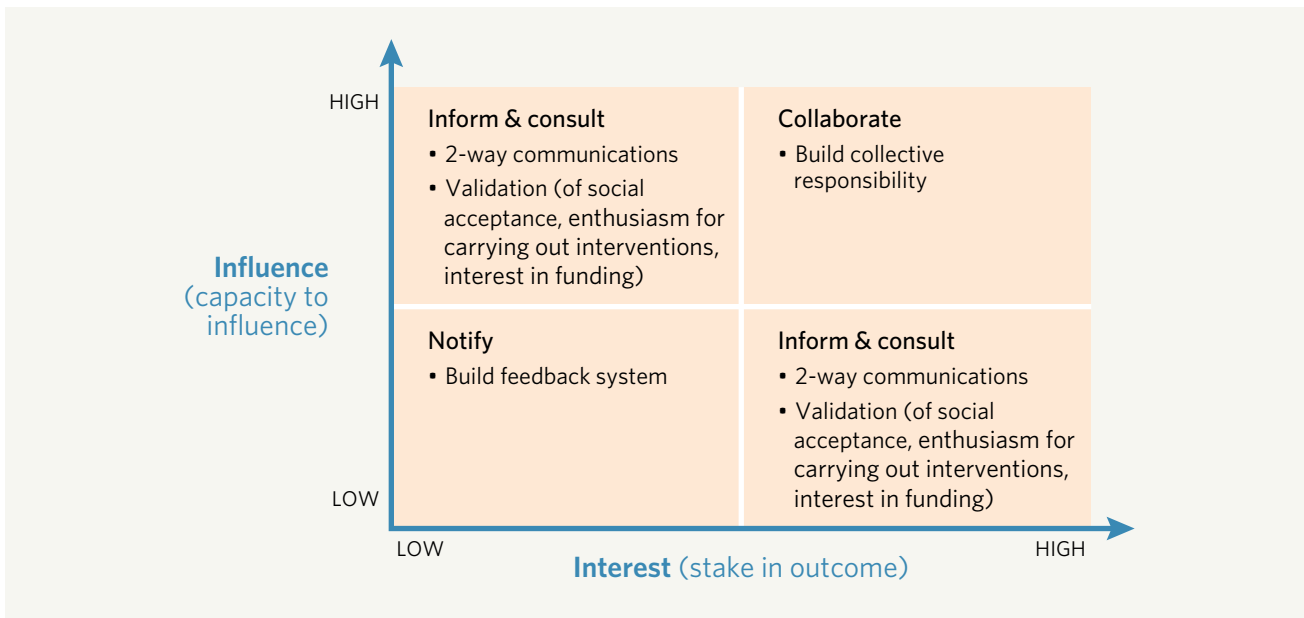 HIGH
Inform & consult
• 2-way communications
• Validation (of social
acceptance, enthusiasm for
carrying out interventions,
interest in funding)
Collaborate
• Build collective
responsibility
Influence
(capacity to
influence)
Notify
• Build feedback system
Inform & consult
• 2-way communications
• Validation (of social
acceptance, enthusiasm for
carrying out interventions,
interest in funding)
LOW
LOW
HIGH
Interest (stake in outcome)